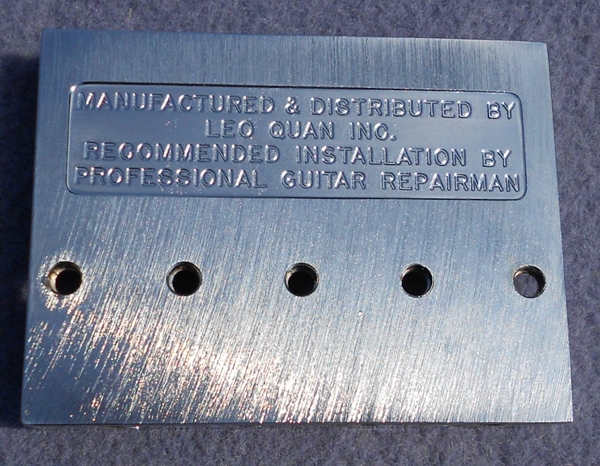 MANUFACTURED & DISTRIBUTED BY
LEO QUAN INC.
RECOMMENDED INSTALLATION BY
PROFESSIONAL GUITAR REPAIRMAN